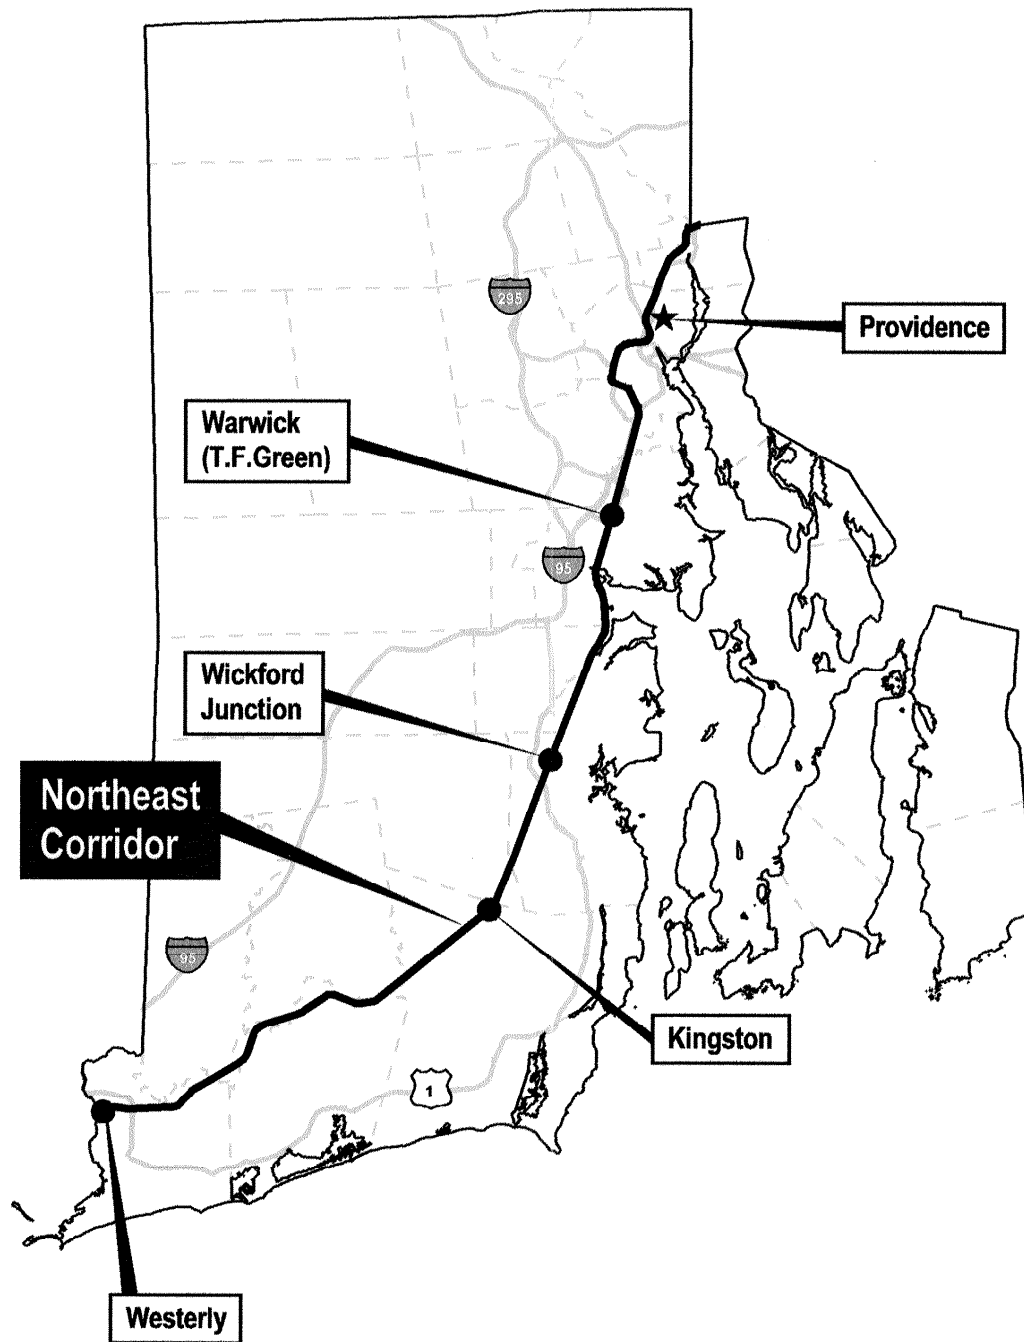 295
Providence
Warwick
(T.F.Green)
95
Wickford
Junction
Northeast
Corridor
95
Kingston
1
Westerly